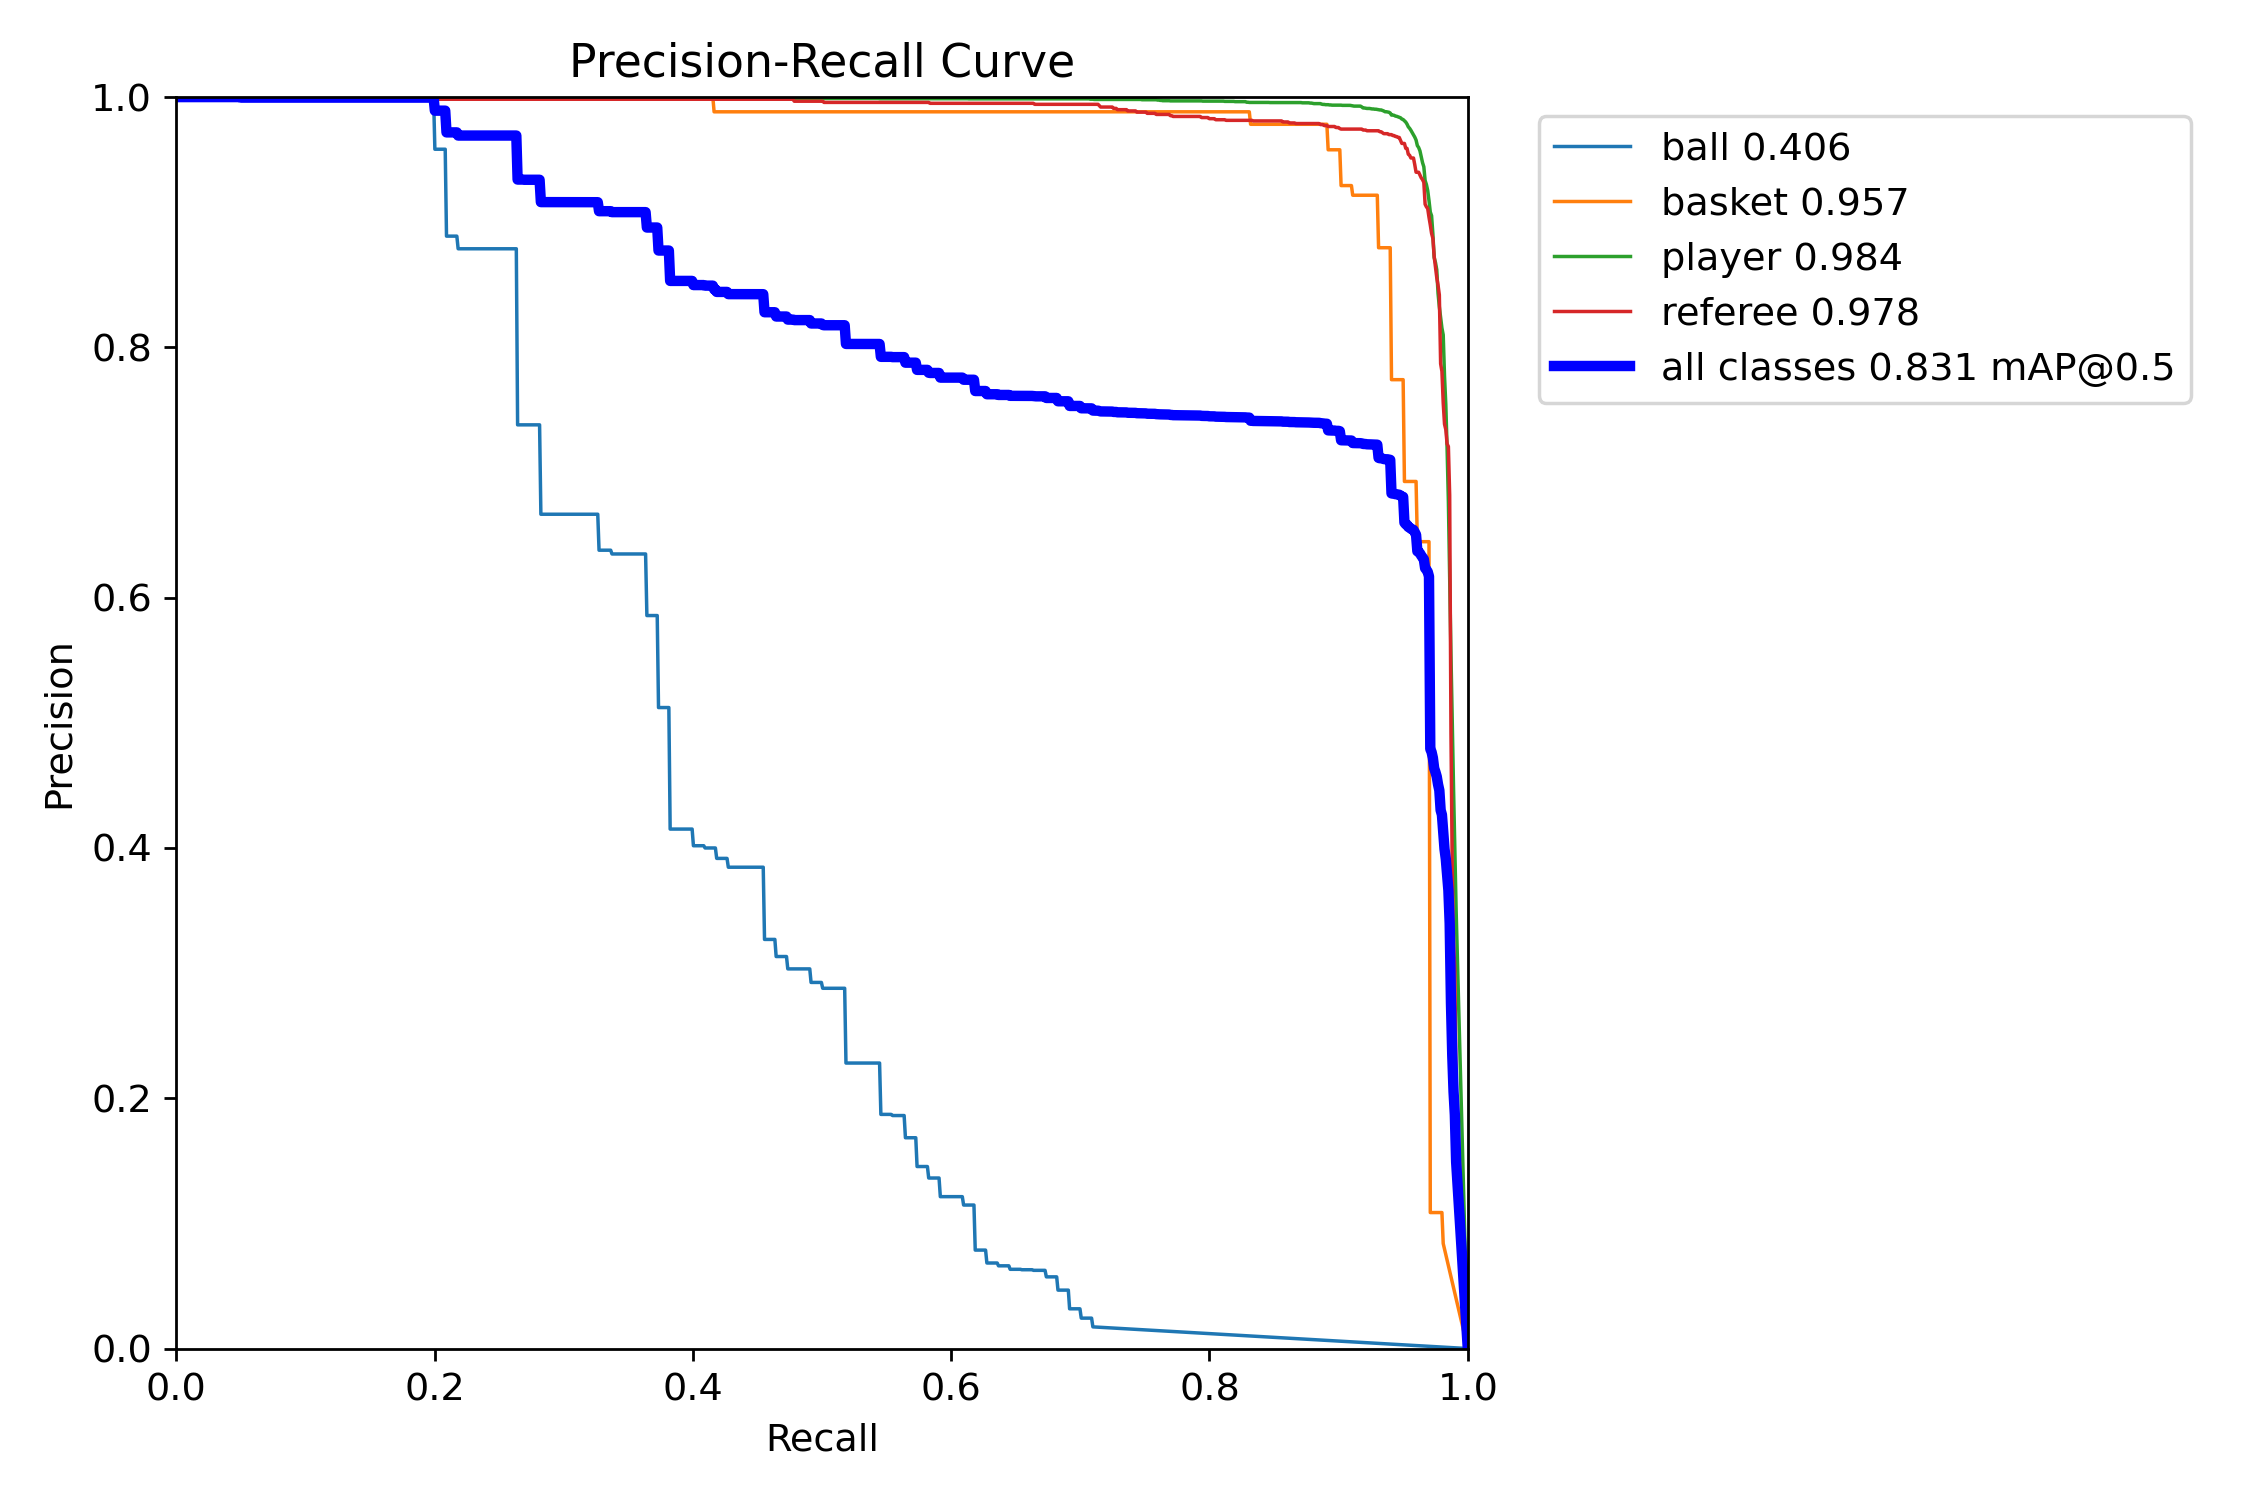 Precision-Recall Curve
1.0
0.8
0.6
0.4
0.2
0.0
Precision
0.0 0.2 0.4 0.6 0.8 1.0
Recall
ball 0.406
basket 0.957
player 0.984
referee 0.978
all classes 0.831 mAP@0.5